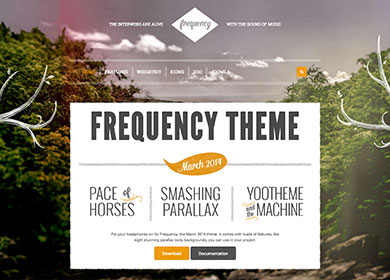 THE INTERWEBS ARE ALIVE
frequency
WITH THE SOUND OF MUSIC
HOME FEATURES WIDGETKIT ICONS ZOO JOOMLA
FREQUENCY THEME
March 2014
PACE of HORSES
SMASHING PARALLAX
YOOTHEME and the MACHINE
Put your headphones on for Frequency, the March 2014 theme. It comes with loads of features, like
eight stunning parallax body backgrounds you can use in your project.
Download
Documentation